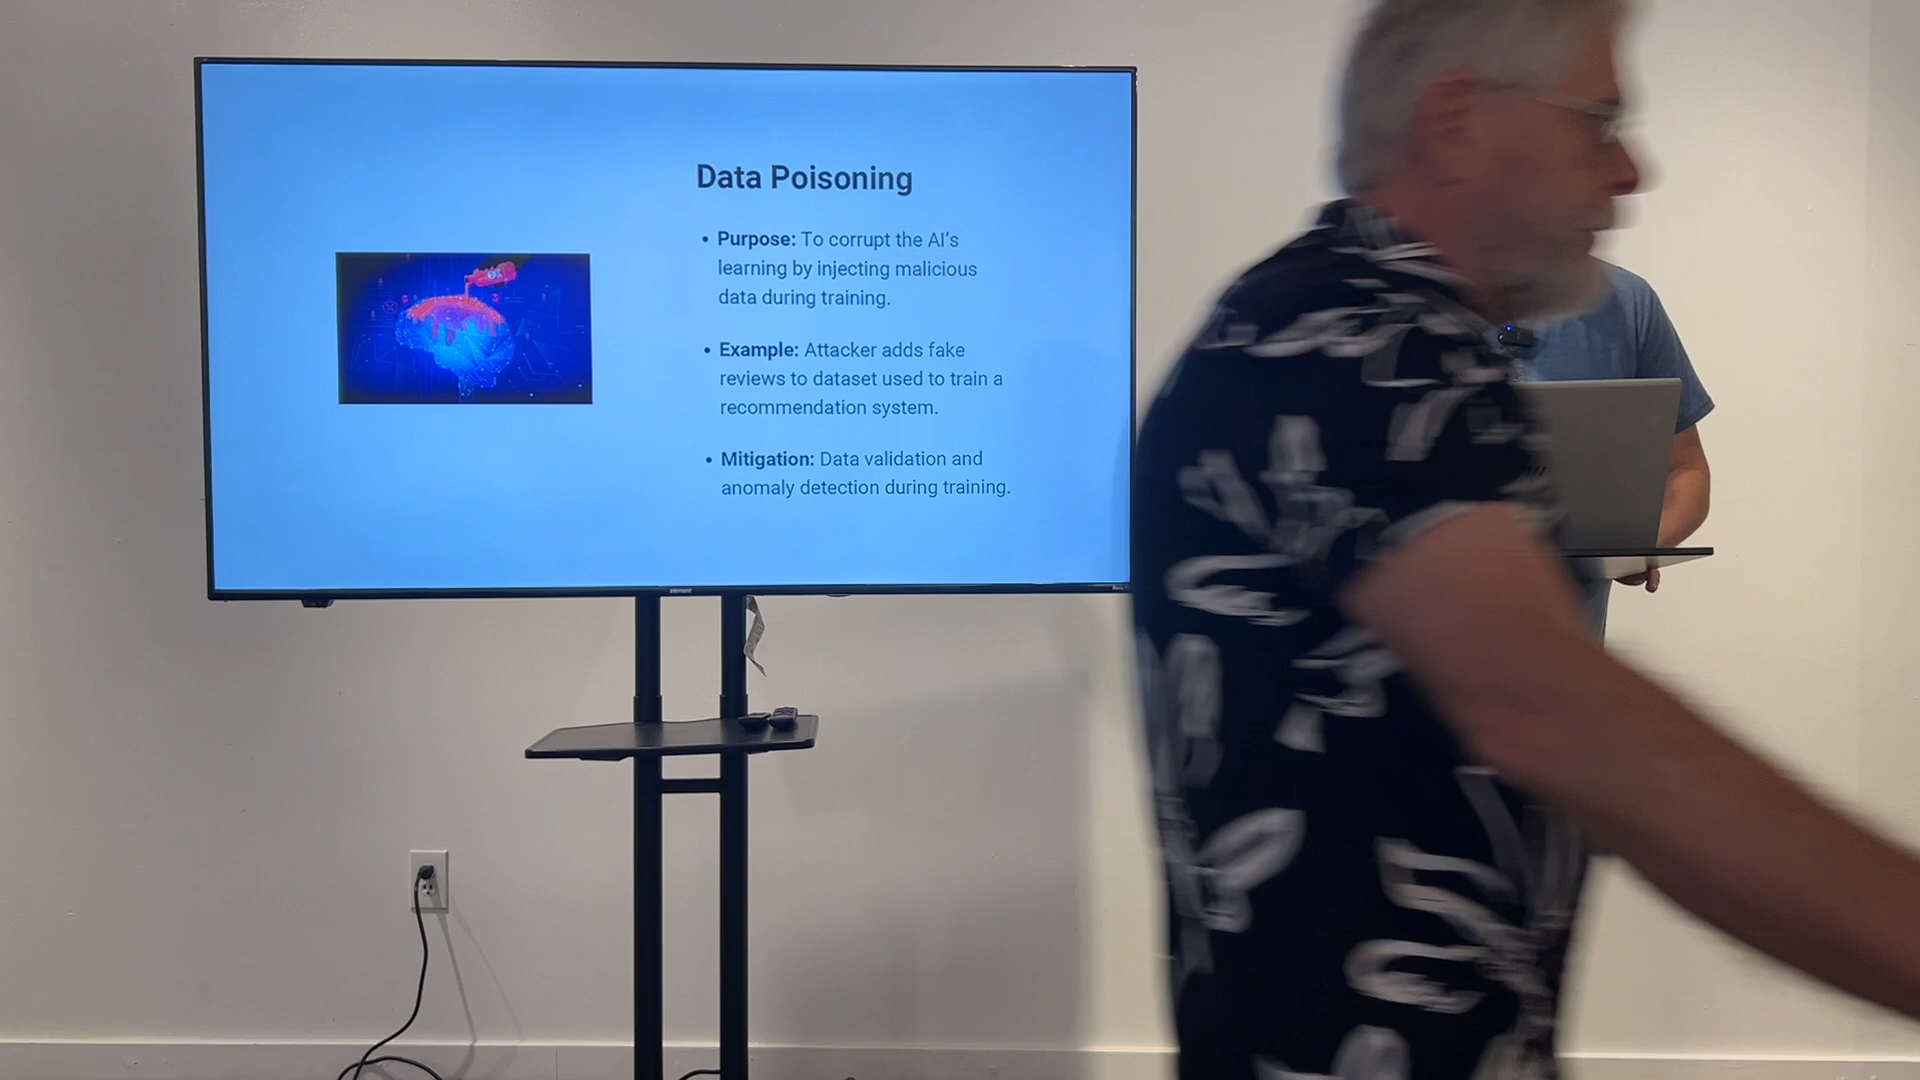 Data Poisoning
• Purpose: To corrupt the AI’s
learning by injecting malicious
data during training.
• Example: Attacker adds fake
reviews to dataset used to train a
recommendation system.
• Mitigation: Data validation and
anomaly detection during training.
element